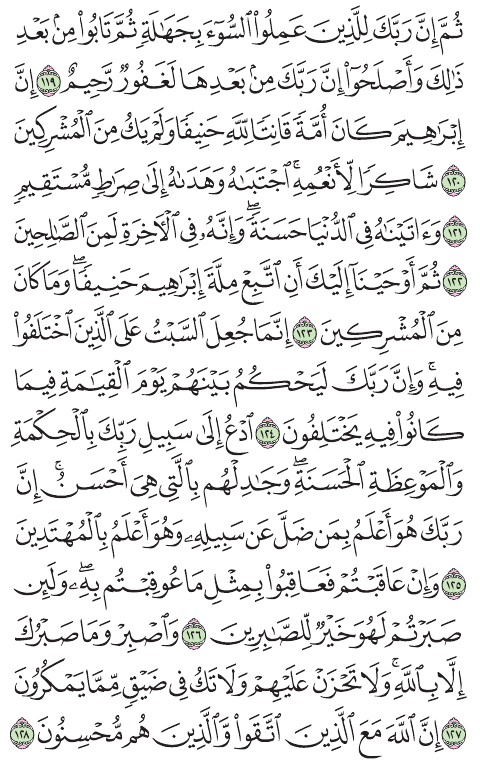 ثُمَّ إِنَّ رَبَّكَ لِلَّذِينَ عَمِلُوا۟ ٱلسُّوٓءَ بِجَهَٰلَةٍ ثُمَّ تَابُوا۟ مِنۢ بَعْدِ
ذَٰلِكَ وَأَصْلَحُوٓا۟ إِنَّ رَبَّكَ مِنۢ بَعْدِهَا لَغَفُورٌ رَّحِيمٌ ١١٩ إِنَّ
إِبْرَٰهِيمَ كَانَ أُمَّةً قَانِتًا لِّلَّهِ حَنِيفًا وَلَمْ يَكُ مِنَ ٱلْمُشْرِكِينَ
١٢٠ شَاكِرًا لِّأَنْعُمِهِ ۚ ٱجْتَبَىٰهُ وَهَدَىٰهُ إِلَىٰ صِرَٰطٍ مُّسْتَقِيمٍ
١٢١ وَءَاتَيْنَٰهُ فِى ٱلدُّنْيَا حَسَنَةً ۖ وَإِنَّهُۥ فِى ٱلْءَاخِرَةِ لَمِنَ ٱلصَّٰلِحِينَ
١٢٢ ثُمَّ أَوْحَيْنَآ إِلَيْكَ أَنِ ٱتَّبِعْ مِلَّةَ إِبْرَٰهِيمَ حَنِيفًا ۖ وَمَا كَانَ
مِنَ ٱلْمُشْرِكِينَ ١٢٣ إِنَّمَا جُعِلَ ٱلسَّبْتُ عَلَى ٱلَّذِينَ ٱخْتَلَفُوا۟
فِيهِ ۚ وَإِنَّ رَبَّكَ لَيَحْكُمُ بَيْنَهُمْ يَوْمَ ٱلْقِيَٰمَةِ فِيمَا
كَانُوا۟ فِيهِ يَخْتَلِفُونَ ١٢٤ ٱدْعُ إِلَىٰ سَبِيلِ رَبِّكَ بِٱلْحِكْمَةِ
وَٱلْمَوْعِظَةِ ٱلْحَسَنَةِ ۖ وَجَٰدِلْهُم بِٱلَّتِى هِىَ أَحْسَنُ ۚ إِنَّ
رَبَّكَ هُوَ أَعْلَمُ بِمَن ضَلَّ عَن سَبِيلِهِۦ وَهُوَ أَعْلَمُ بِٱلْمُهْتَدِينَ
١٢٥ وَإِنْ عَاقَبْتُمْ فَعَاقِبُوا۟ بِمِثْلِ مَا عُوقِبْتُم بِهِۦ ۖ وَلَئِن
صَبَرْتُمْ لَهُوَ خَيْرٌ لِّلصَّٰبِرِينَ ١٢٦ وَٱصْبِرْ وَمَا صَبْرُكَ
إِلَّا بِٱللَّهِ ۚ وَلَا تَحْزَنْ عَلَيْهِمْ وَلَا تَكُ فِى ضَيْقٍ مِّمَّا يَمْكُرُونَ
١٢٧ إِنَّ ٱللَّهَ مَعَ ٱلَّذِينَ ٱتَّقَوا۟ وَّٱلَّذِينَ هُم مُّحْسِنُونَ ١٢٨